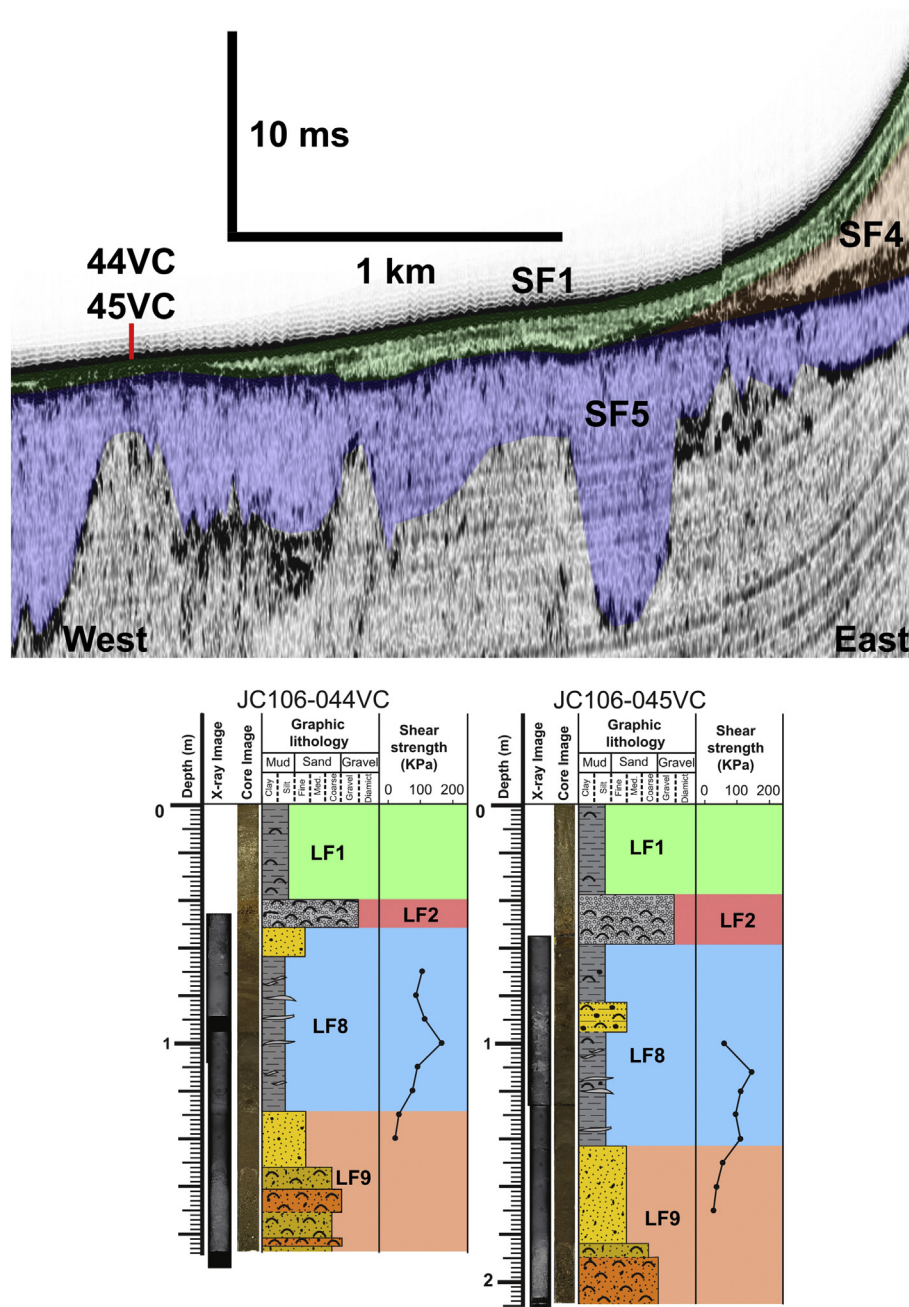 10 ms
1 km
44VC
45VC
SF1
SF4
SF5
West
East
JC106-044VC
Depth (m)
X-ray Image
Core Image
Graphic
lithology
Mud
Sand
Gravel
Clay
Silt
Fine
Med.
Coarse
Gravel
Diamict
Shear
strength
(KPa)
0
100
200
0
1
LF1
LF2
LF8
LF9
JC106-045VC
Depth (m)
X-ray Image
Core Image
Graphic
lithology
Mud
Sand
Gravel
Clay
Silt
Fine
Med.
Coarse
Gravel
Diamict
Shear
strength
(KPa)
0
100
200
0
1
2
LF1
LF2
LF8
LF9